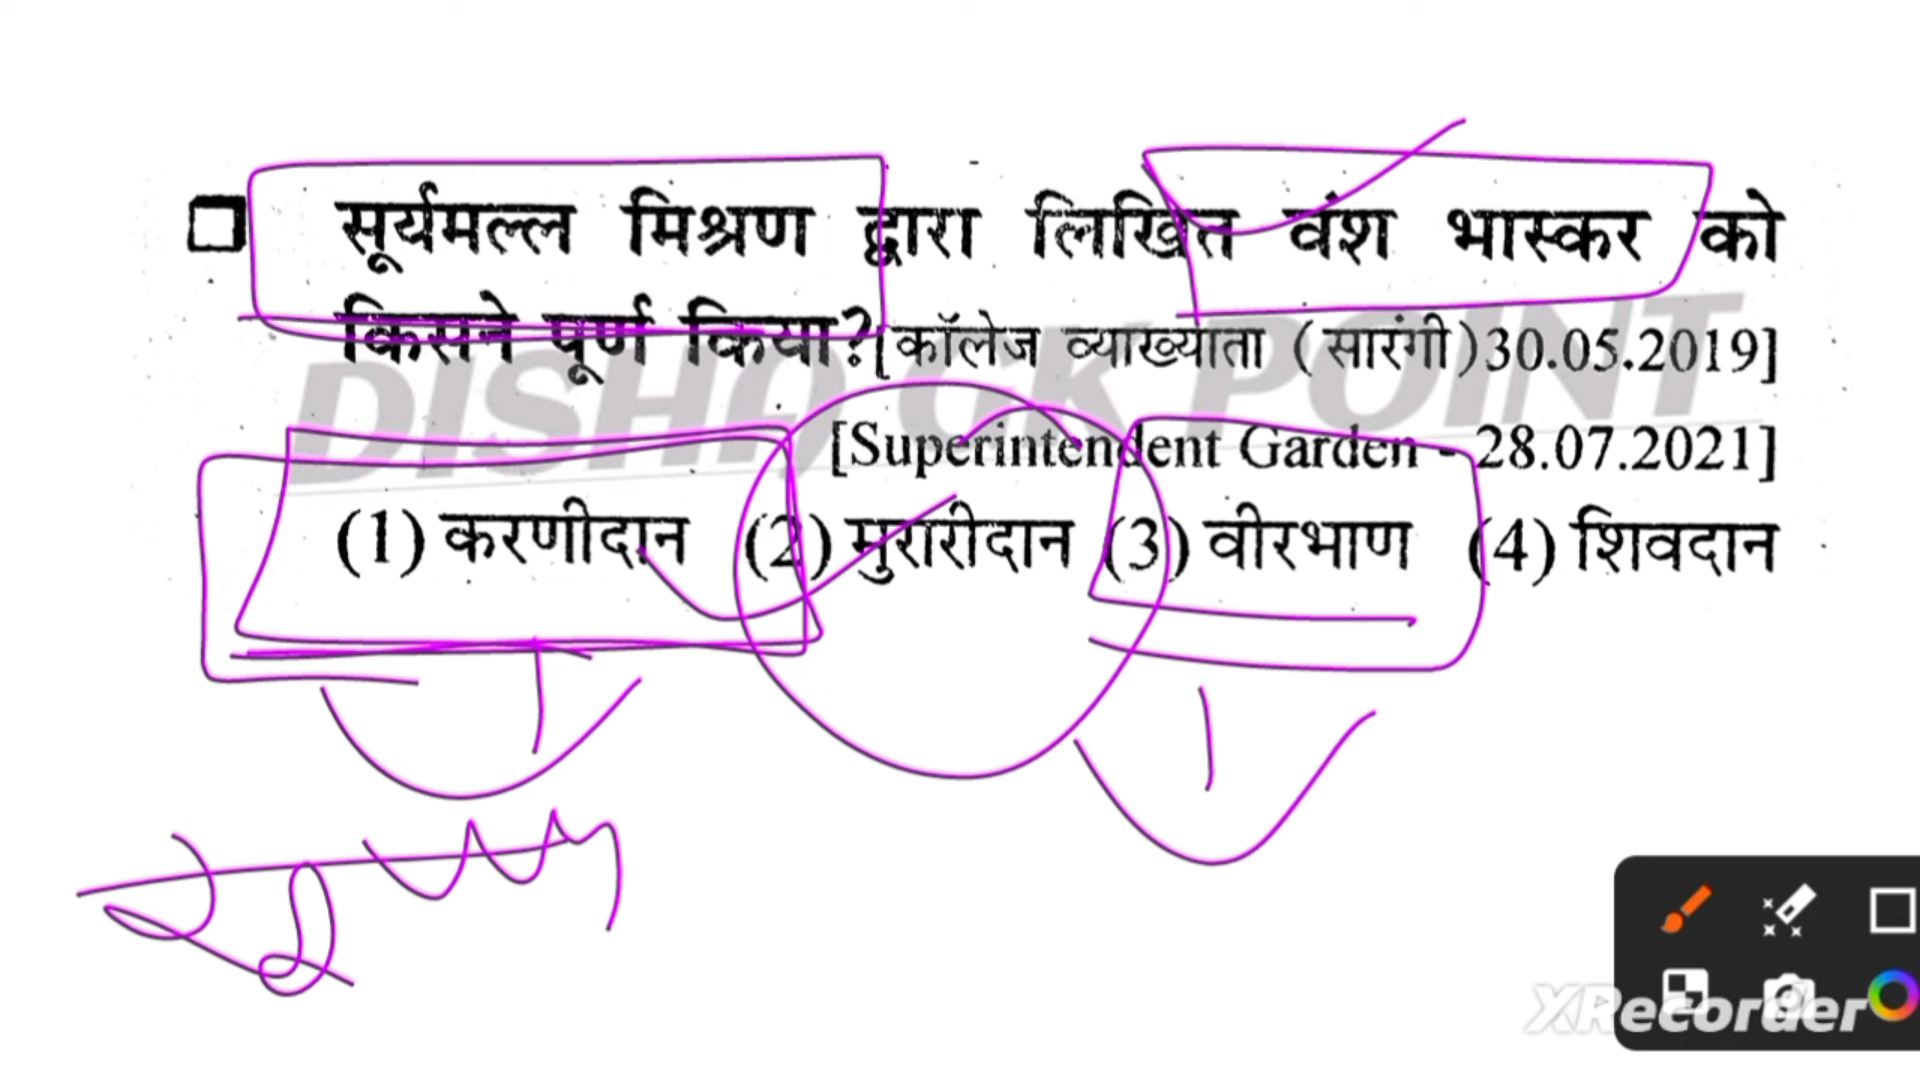 सूर्यमल्ल मिश्रण द्वारा लिखित वंश भास्कर को
किसने पूर्ण किया? [कॉलेज व्याख्याता (सारंगी) 30.05.2019]
[Superintendent Garden - 28.07.2021]
(1) करणीदान (2) मुरारीदान (3) वीरभाण (4) शिवदान
XRecorder